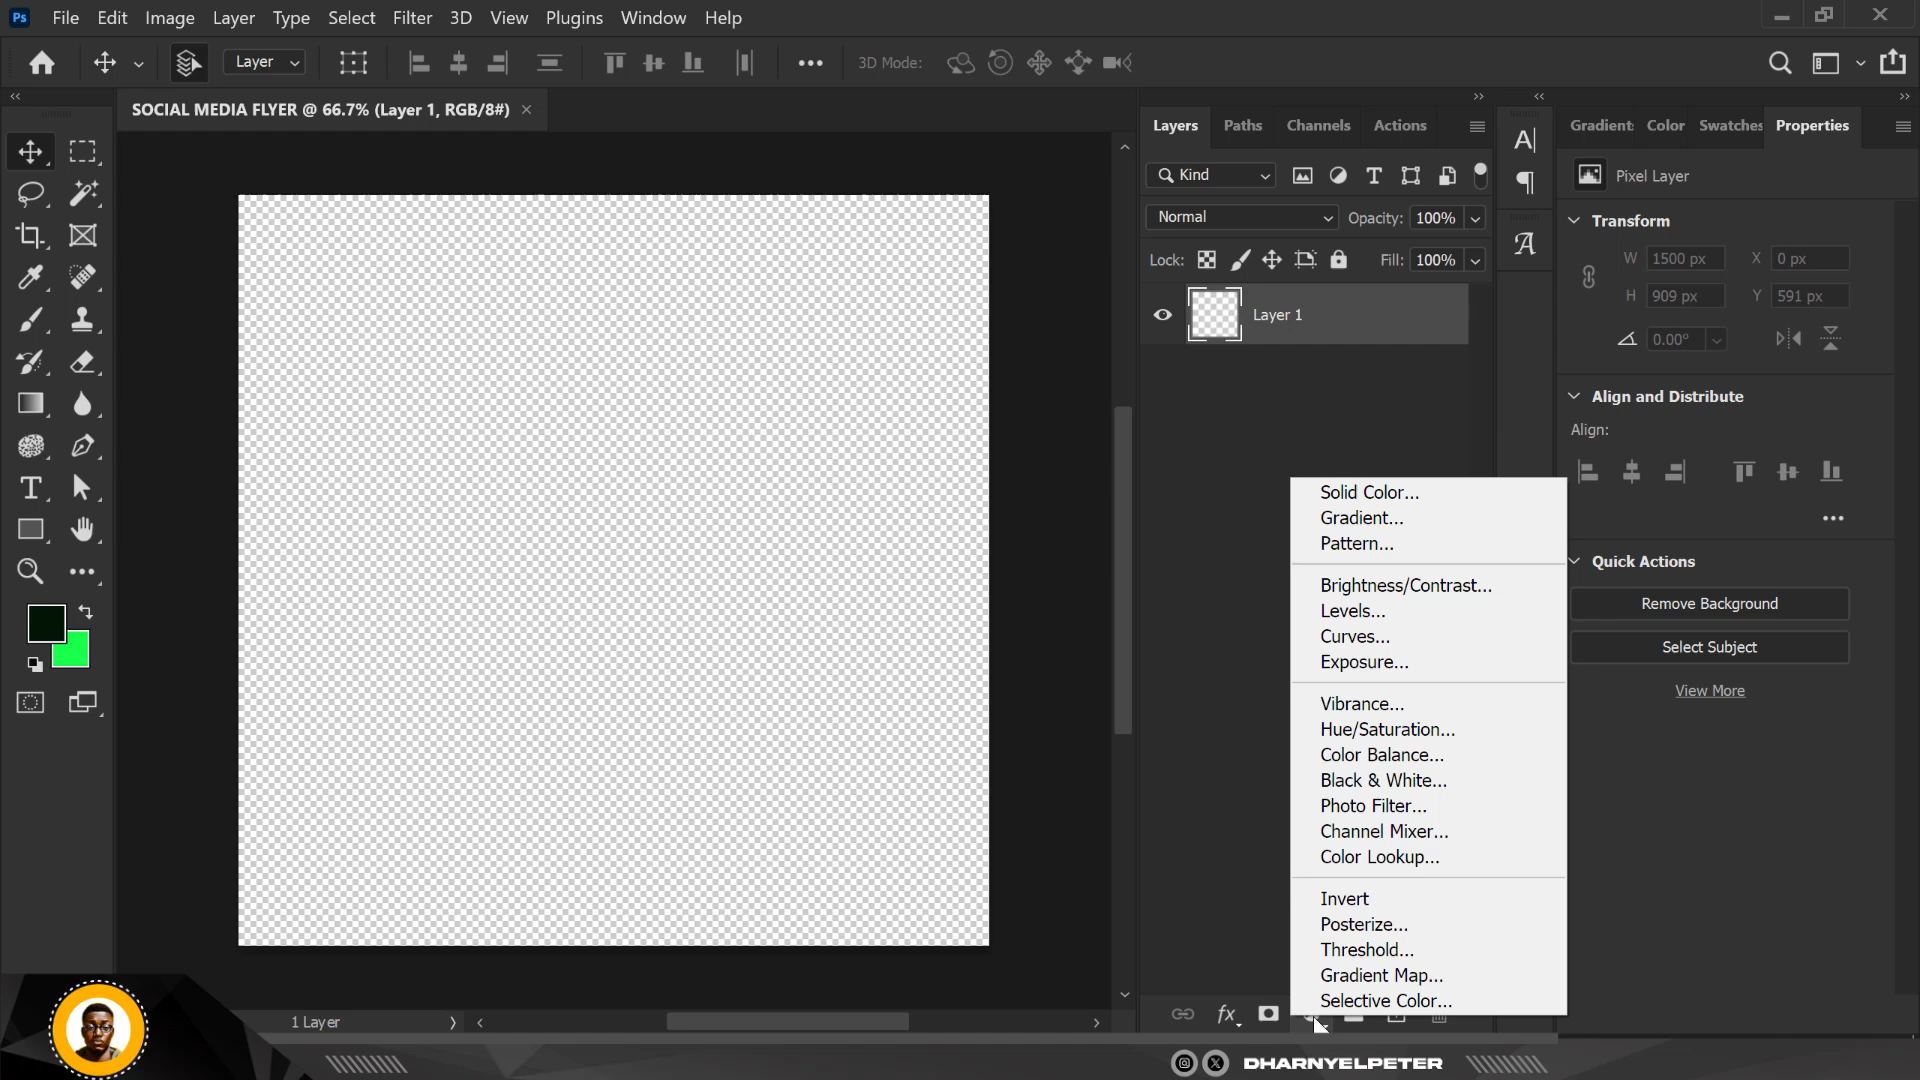 Ps File Edit Image Layer Type Select Filter 3D View Plugins Window Help
Layer 3D Mode:
SOCIAL MEDIA FLYER @ 66.7% (Layer 1, RGB/8#) ×
Layers Paths Channels Actions
Gradient Color Swatches Properties
Kind
Pixel Layer
Normal Opacity: 100%
Transform
Lock: Fill: 100%
W 1500 px X 0 px
H 909 px Y 591 px
Layer 1
0.00°
Align and Distribute
Align:
Solid Color...
Gradient...
Pattern...
Brightness/Contrast...
Levels...
Curves...
Exposure...
Vibrance...
Hue/Saturation...
Color Balance...
Black & White...
Photo Filter...
Channel Mixer...
Color Lookup...
Invert
Posterize...
Threshold...
Gradient Map...
Selective Color...
Quick Actions
Remove Background
Select Subject
View More
1 Layer
fx
DHARNYELPETER